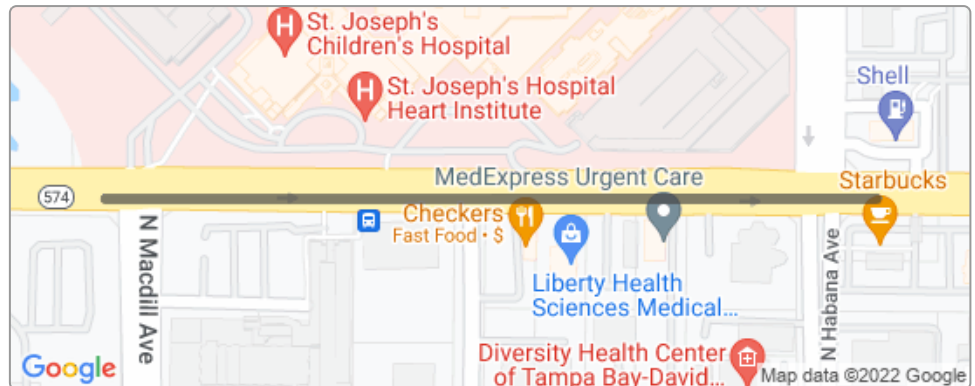 St. Joseph's
Children's Hospital
St. Joseph's Hospital
Heart Institute
Shell
MedExpress Urgent Care
Starbucks
574
Checkers
Fast Food • $
N Macdill Ave
N Habana Ave
Liberty Health
Sciences Medical...
Diversity Health Center
of Tampa Bay-David...
Google
Map data ©2022 Google